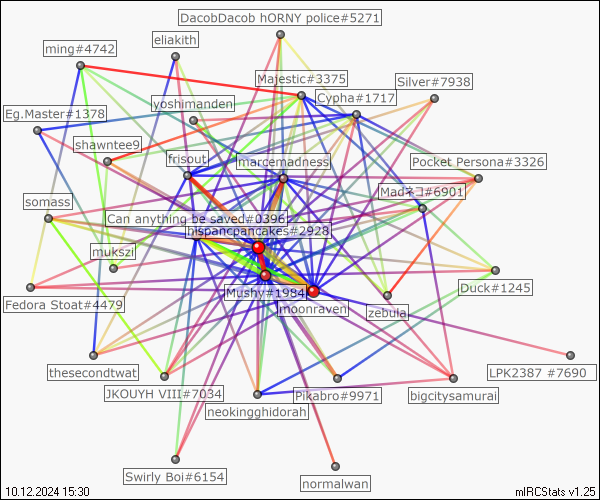 DacobDacob hORNY police#5271
eliakith
ming#4742
Majestic#3375
Silver#7938
Cypha#1717
yoshimanden
Eg.Master#1378
shawntee9
frisout
marcemadness
Pocket Persona#3326
Madネコ#6901
somass
Can anything be saved#0396
hispancpancakes#2928
mukszi
Mushy#1984
Duck#1245
Fedora Stoat#4479
moonraven
zebula
thesecondtwat
LPK2387 #7690
JKOUYH VIII#7034
Pikabro#9971
bigcitysamurai
neokingghidorah
Swirly Boi#6154
normalwan
10.12.2024 15:30
mIRCStats v1.25